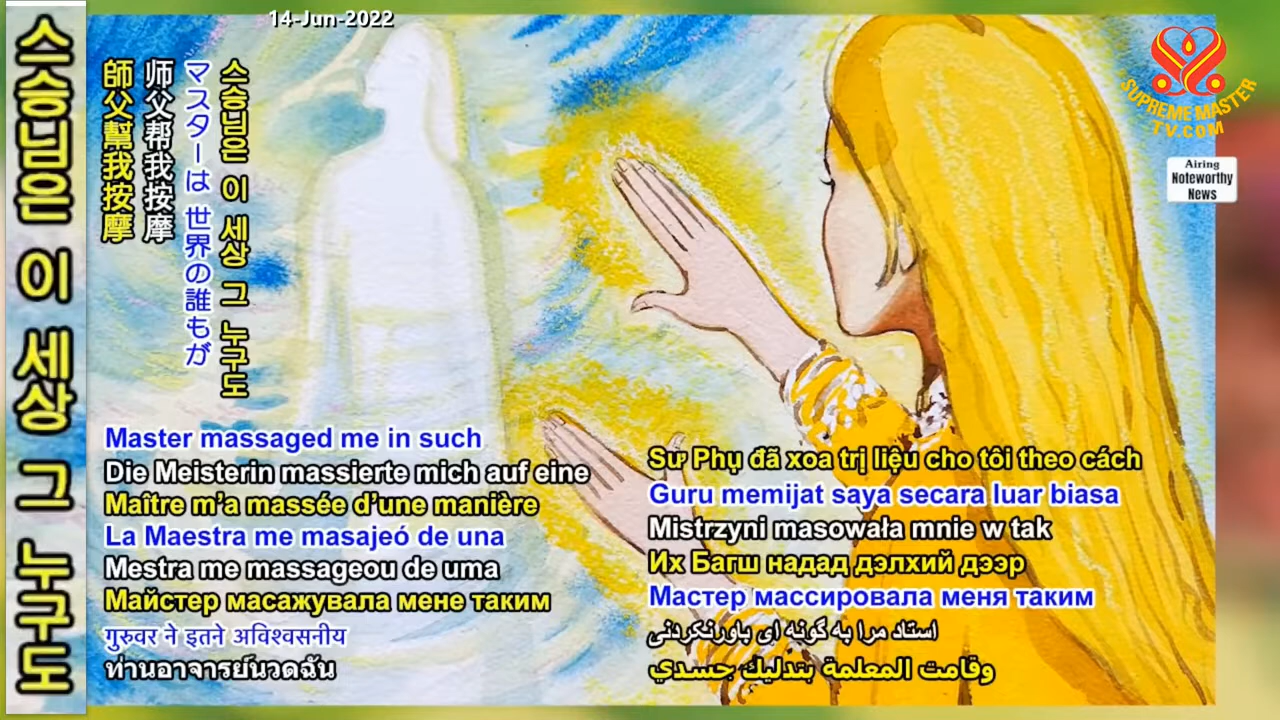 14-Jun-2022
스승님은 이 세상 그 누구도
師父幫我按摩
师父帮我按摩
マスターは 世界の誰もが
스승님은 이 세상 그 누구도
SUPREME MASTER
TV.COM
Airing
Noteworthy
News
Master massaged me in such
Die Meisterin massierte mich auf eine
Maître m’a massée d’une manière
La Maestra me masajeó de una
Mestra me massageou de uma
Майстер масажувала мене таким
गुरुवर ने इतने अविश्वसनीय
ท่านอาจารย์นวดฉัน
Sư Phụ đã xoa trị liệu cho tôi theo cách
Guru memijat saya secara luar biasa
Mistrzyni masowała mnie w tak
Их Багш надад дэлхий дээр
Мастер массировала меня таким
استاد مرا به گونه ای باورنکردنی
وقامت المعلمة بتدليك جسدي